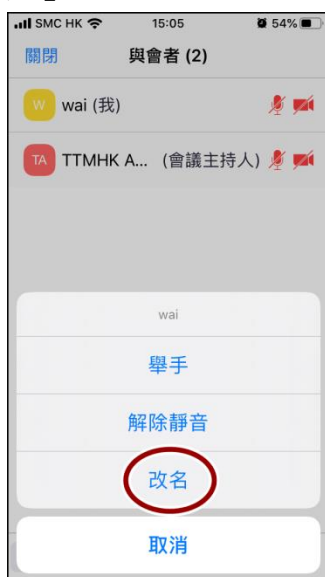 SMC HK 15:05 54%
關閉 與會者 (2)
W wai (我)
TA TTMHK A... (會議主持人)
wai
舉手
解除靜音
改名
取消